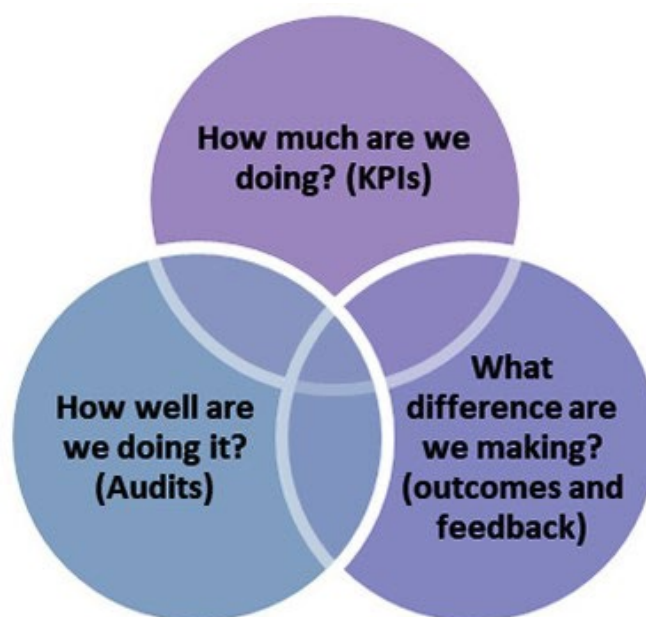 How much are we
doing? (KPIs)
How well are
we doing it?
(Audits)
What
difference are
we making?
(outcomes and
feedback)